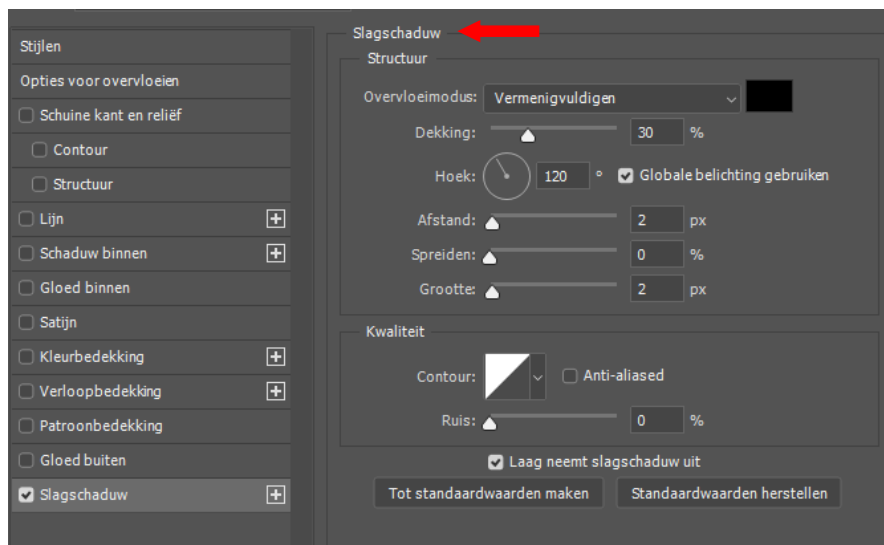 Stijlen
Opties voor overvloeien
Schuine kant en reliëf
Contour
Structuur
Lijn
Schaduw binnen
Gloed binnen
Satijn
Kleurbedekking
Verloopbedekking
Patroonbedekking
Gloed buiten
Slagschaduw
Slagschaduw
Structuur
Overvloeimodus: Vermenigvuldigen
Dekking: 30 %
Hoek: 120 ° Globale belichting gebruiken
Afstand: 2 px
Spreiden: 0 %
Grootte: 2 px
Kwaliteit
Contour: Anti-aliased
Ruis: 0 %
Laag neemt slagschaduw uit
Tot standaardwaarden maken Standaardwaarden herstellen